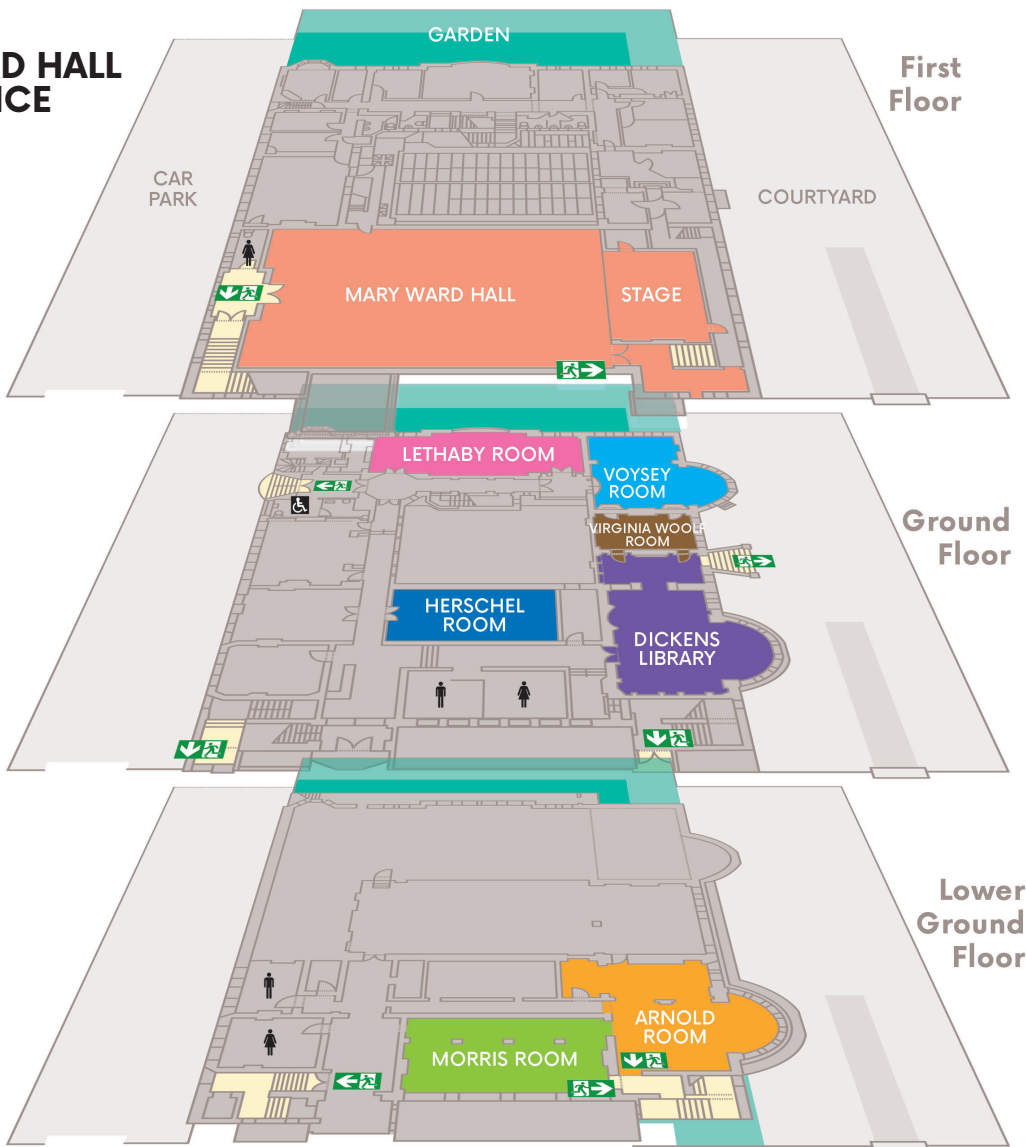 GARDEN
D HALL
First
Floor
CAR
PARK
COURTYARD
MARY WARD HALL
STAGE
LETHABY ROOM
VOYSEY
ROOM
VIRGINIA WOOLF
ROOM
Ground
Floor
HERSCHEL
ROOM
DICKENS
LIBRARY
Lower
Ground
Floor
ARNOLD
ROOM
MORRIS ROOM